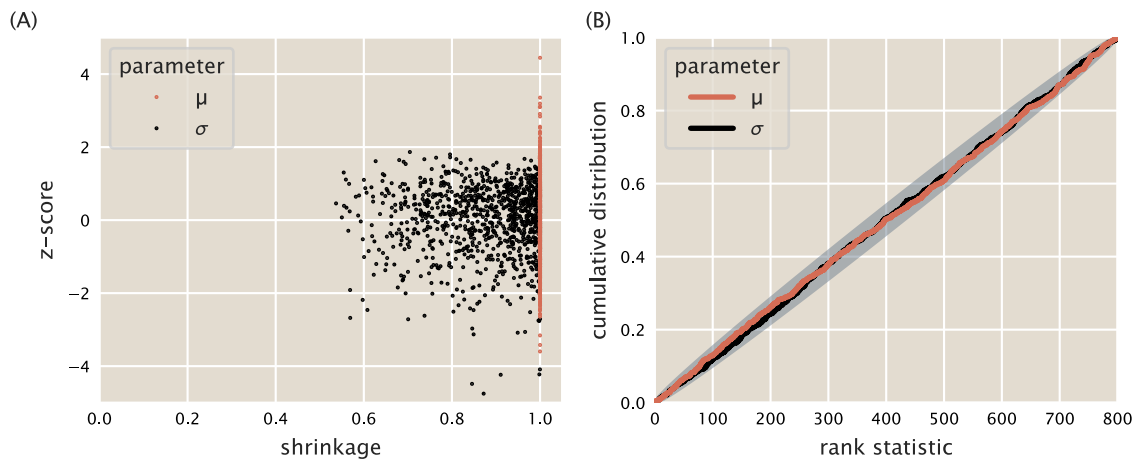 (A)
parameter
μ
σ
z-score
4
2
0
−2
−4
0.0
0.2
0.4
0.6
0.8
1.0
shrinkage
(B)
parameter
μ
σ
cumulative distribution
1.0
0.8
0.6
0.4
0.2
0.0
0
100
200
300
400
500
600
700
800
rank statistic